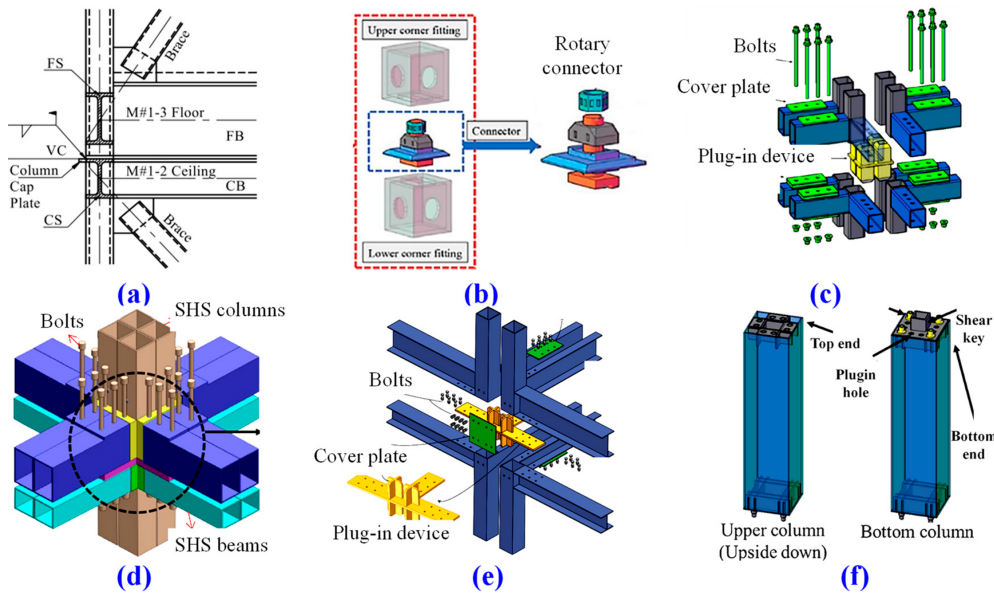 FS
Brace
M#1-3 Floor
FB
VC
Column
Cap
Plate
M#1-2 Ceiling
CB
CS
Brace
(a)
Upper corner fitting
Connector
Rotary
connector
Lower corner fitting
(b)
Bolts
Cover plate
Plug-in device
(c)
Bolts
SHS columns
SHS beams
(d)
Bolts
Cover plate
Plug-in device
(e)
Top end
Plugin
hole
Shear
key
Bottom
end
Upper column
(Upside down)
Bottom column
(f)